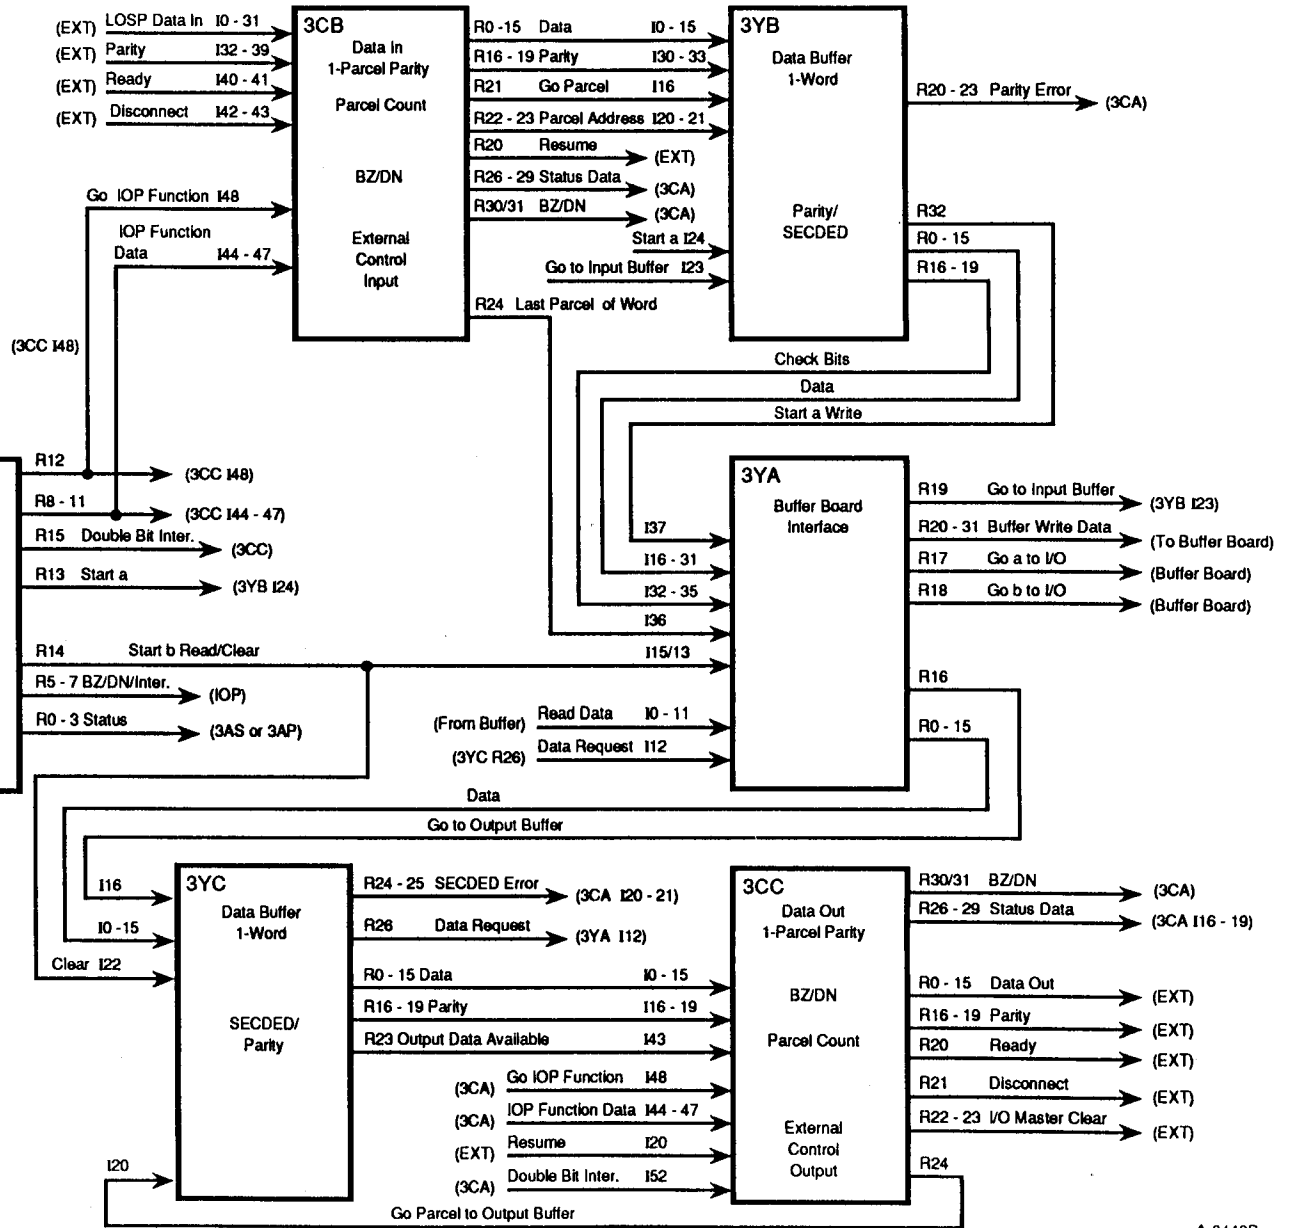 (EXT) LOSP Data In I0 - 31
(EXT) Parity I32 - 39
(EXT) Ready I40 - 41
(EXT) Disconnect I42 - 43
Go IOP Function I48
IOP Function
Data I44 - 47
3CB
Data In
1-Parcel Parity
Parcel Count
BZ/DN
External
Control
Input
R0 -15 Data I0 - 15
R16 - 19 Parity I30 - 33
R21 Go Parcel I16
R22 - 23 Parcel Address I20 - 21
R20 Resume (EXT)
R26 - 29 Status Data (3CA)
R30/31 BZ/DN (3CA)
Start a I24
Go to Input Buffer I23
R24 Last Parcel of Word
3YB
Data Buffer
1-Word
Parity/
SECDED
R20 - 23 Parity Error (3CA)
R32
R0 - 15
R16 - 19
Check Bits
Data
Start a Write
(3CC I48)
R12 (3CC I48)
R8 - 11 (3CC I44 - 47)
R15 Double Bit Inter. (3CC)
R13 Start a (3YB I24)
R14 Start b Read/Clear I15/13
R5 - 7 BZ/DN/Inter. (IOP)
R0 - 3 Status (3AS or 3AP)
I37
I16 - 31
I32 - 35
I36
(From Buffer) Read Data I0 - 11
(3YC R26) Data Request I12
3YA
Buffer Board
Interface
R19 Go to Input Buffer (3YB I23)
R20 - 31 Buffer Write Data (To Buffer Board)
R17 Go a to I/O (Buffer Board)
R18 Go b to I/O (Buffer Board)
R16
R0 - 15
Data
Go to Output Buffer
I16
I0 -15
Clear I22
I20
3YC
Data Buffer
1-Word
SECDED/
Parity
R24 - 25 SECDED Error (3CA I20 - 21)
R26 Data Request (3YA I12)
R0 - 15 Data I0 - 15
R16 - 19 Parity I16 - 19
R23 Output Data Available I43
(3CA) Go IOP Function I48
(3CA) IOP Function Data I44 - 47
(EXT) Resume I20
(3CA) Double Bit Inter. I52
3CC
Data Out
1-Parcel Parity
BZ/DN
Parcel Count
External
Control
Output
R30/31 BZ/DN (3CA)
R26 - 29 Status Data (3CA I16 - 19)
R0 - 15 Data Out (EXT)
R16 - 19 Parity (EXT)
R20 Ready (EXT)
R21 Disconnect (EXT)
R22 - 23 I/O Master Clear (EXT)
R24
Go Parcel to Output Buffer